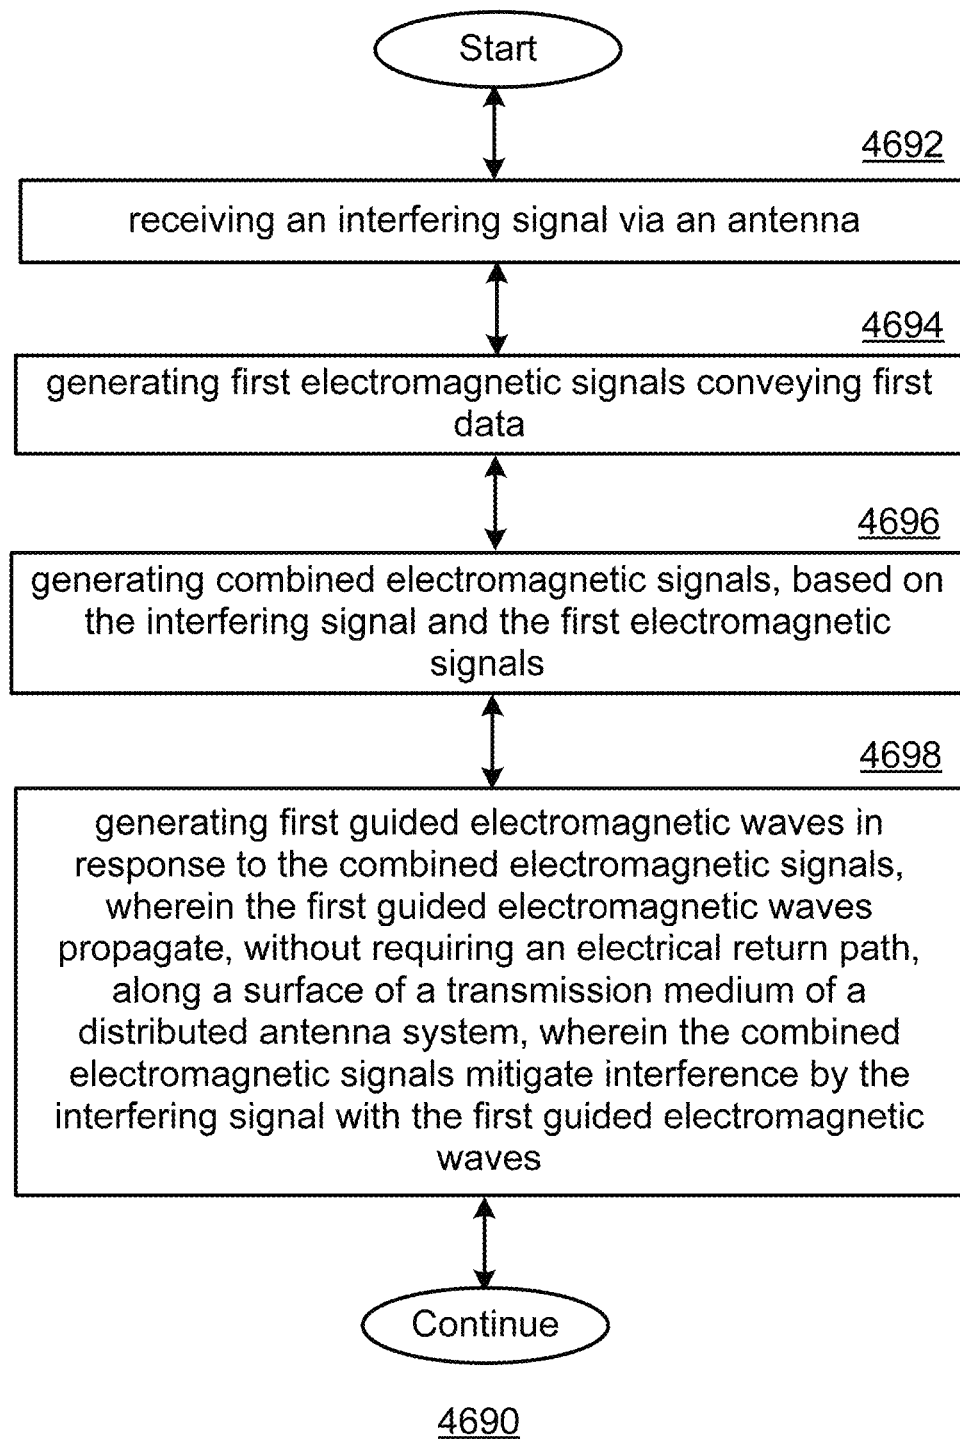 Start
4692
receiving an interfering signal via an antenna
4694
generating first electromagnetic signals conveying first
data
4696
generating combined electromagnetic signals, based on
the interfering signal and the first electromagnetic
signals
4698
generating first guided electromagnetic waves in
response to the combined electromagnetic signals,
wherein the first guided electromagnetic waves
propagate, without requiring an electrical return path,
along a surface of a transmission medium of a
distributed antenna system, wherein the combined
electromagnetic signals mitigate interference by the
interfering signal with the first guided electromagnetic
waves
Continue
4690